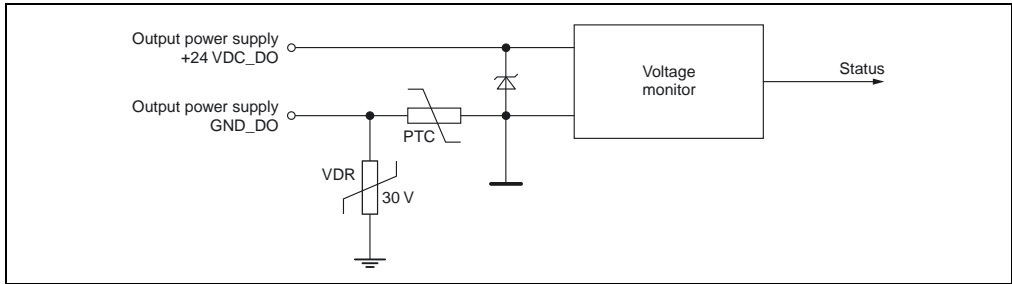 Output power supply
+24 VDC_DO
Output power supply
GND_DO
Voltage
monitor
Status
PTC
VDR
30 V